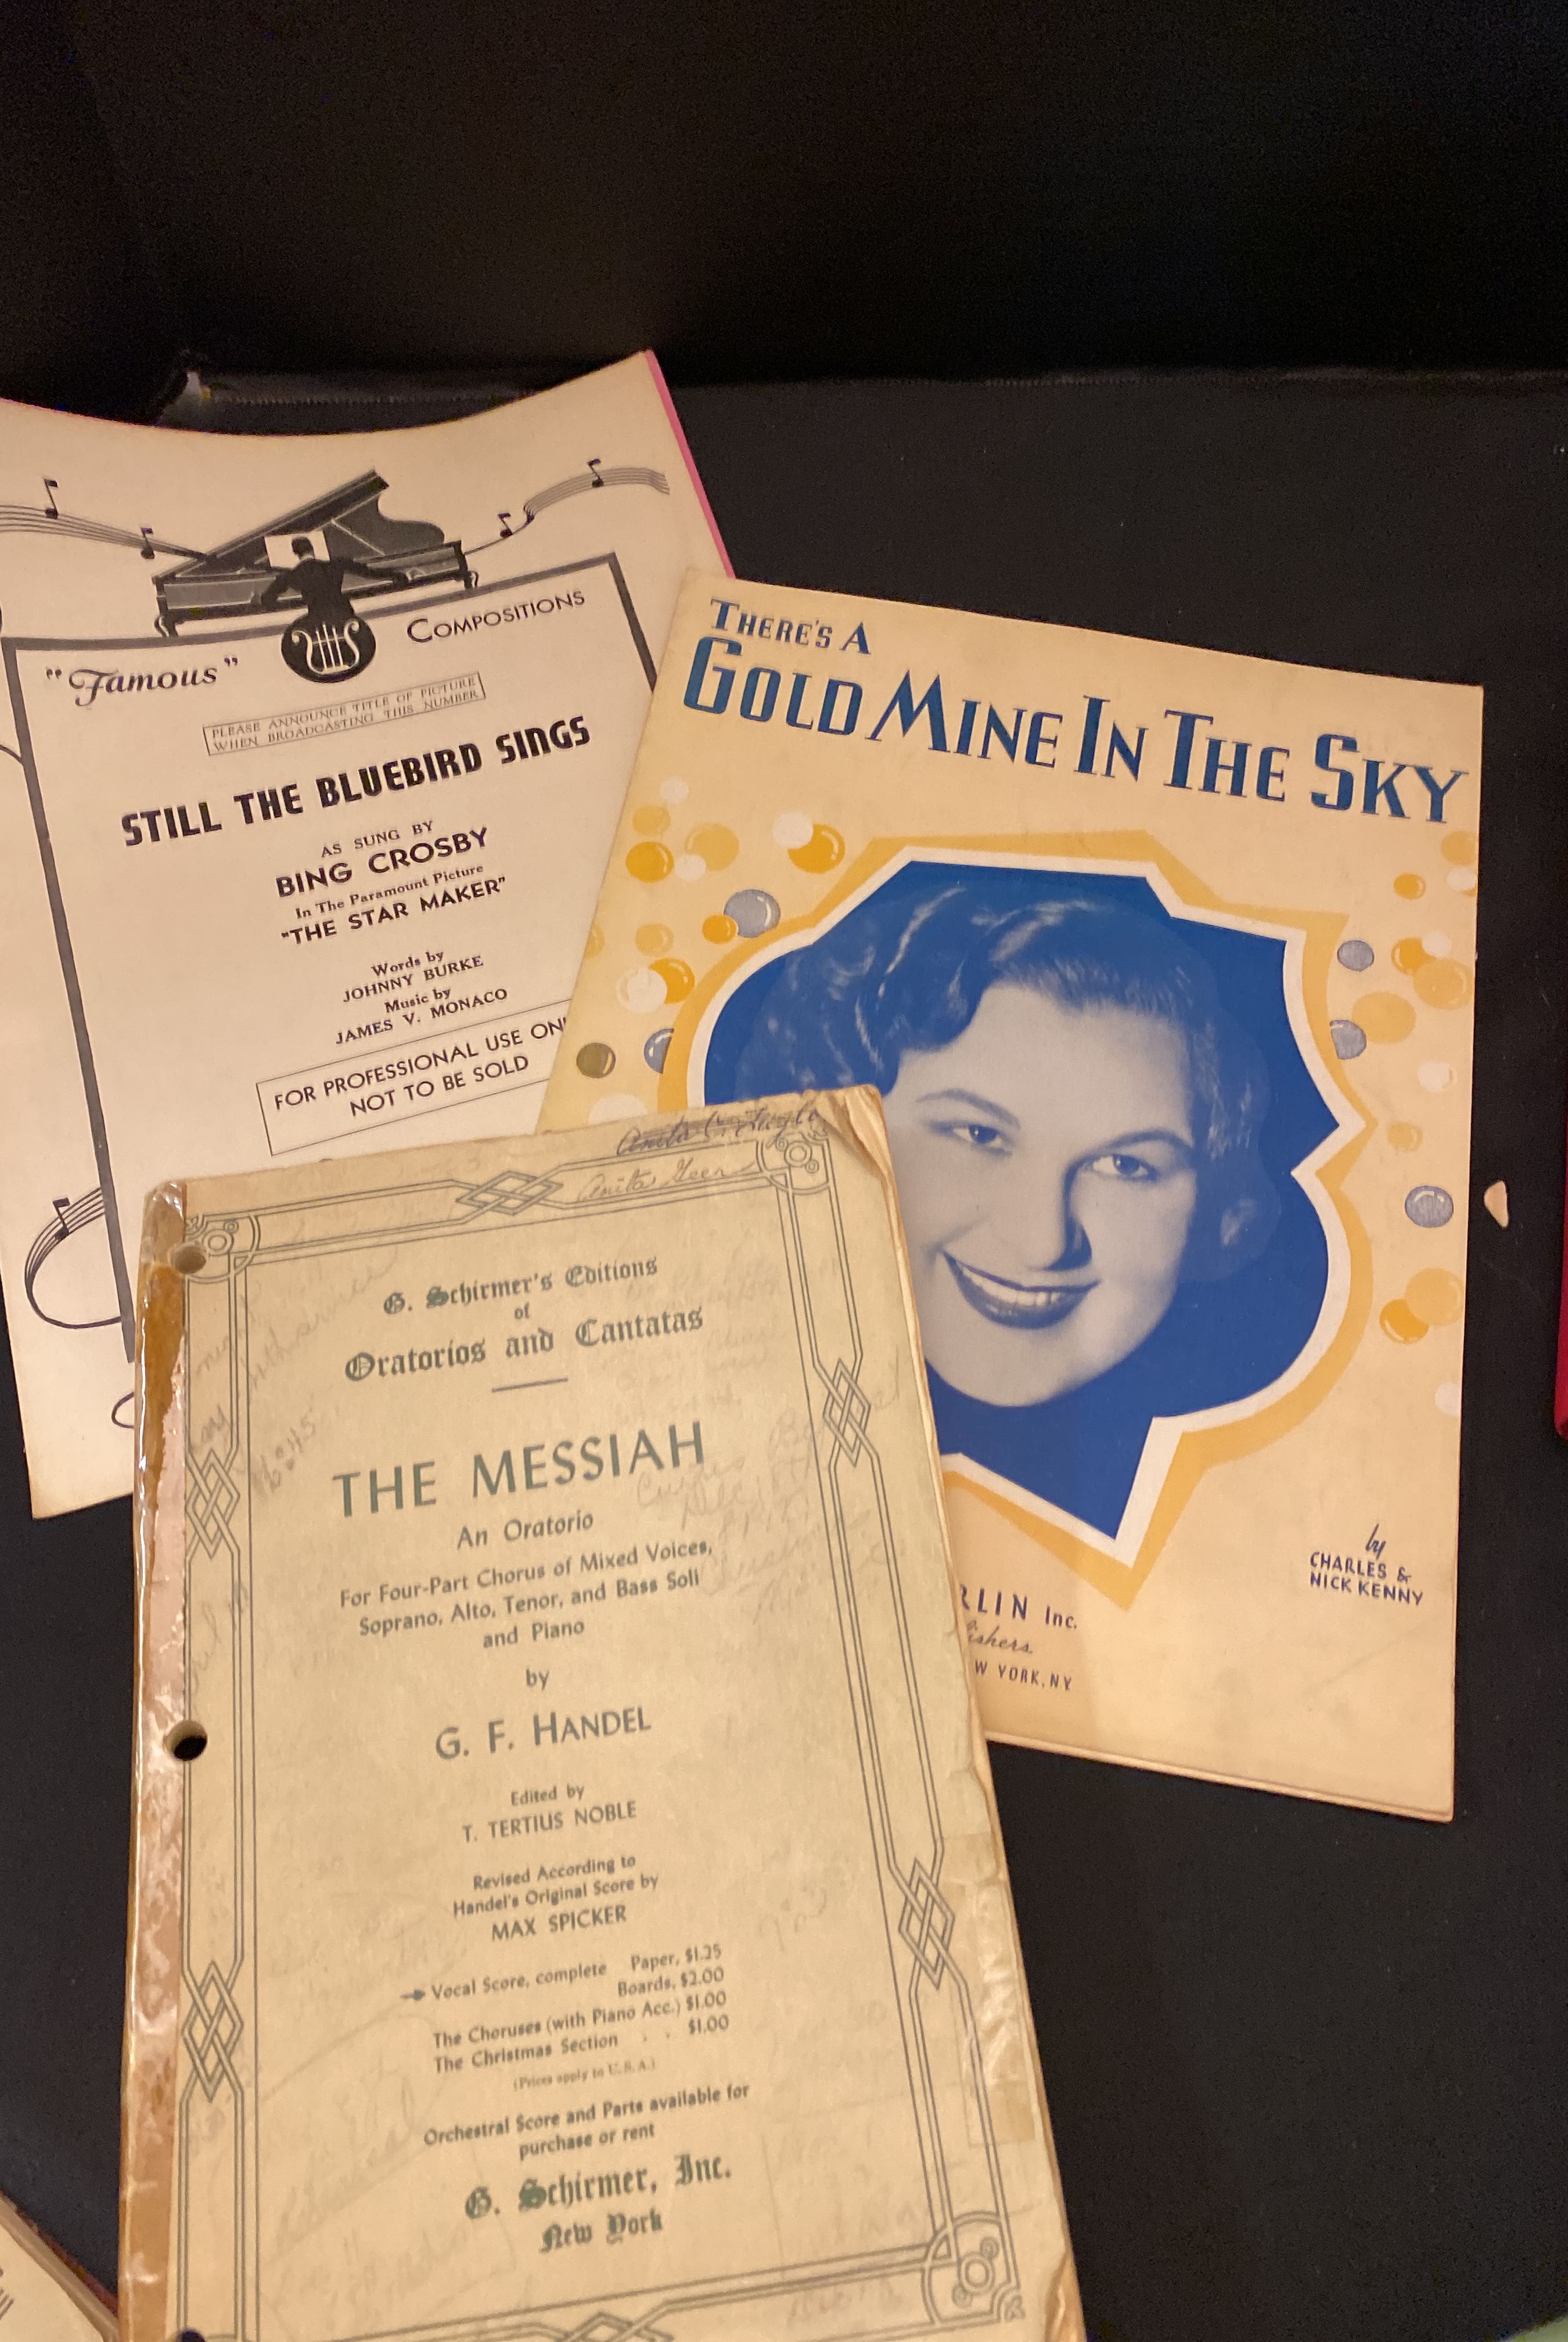 "Famous" COMPOSITIONS
PLEASE ANNOUNCE TITLE OF PICTURE
WHEN BROADCASTING THIS NUMBER
STILL THE BLUEBIRD SINGS
AS SUNG BY
BING CROSBY
In The Paramount Picture
"THE STAR MAKER"
Words by
JOHNNY BURKE
Music by
JAMES V. MONACO
FOR PROFESSIONAL USE ON
NOT TO BE SOLD
THERE'S A
GOLD MINE IN THE SKY
by
CHARLES &
NICK KENNY
RLIN Inc.
ishers
W YORK, N.Y.
Anita Geer
G. Schirmer's Editions
of
Oratorios and Cantatas
THE MESSIAH
An Oratorio
For Four-Part Chorus of Mixed Voices,
Soprano, Alto, Tenor, and Bass Soli
and Piano
by
G. F. HANDEL
Edited by
T. TERTIUS NOBLE
Revised According to
Handel's Original Score by
MAX SPICKER
Vocal Score, complete Paper, $1.25
Boards, $2.00
The Choruses (with Piano Acc.) $1.00
The Christmas Section . . $1.00
(Prices apply to U.S.A.)
Orchestral Score and Parts available for
purchase or rent
G. Schirmer, Inc.
New York